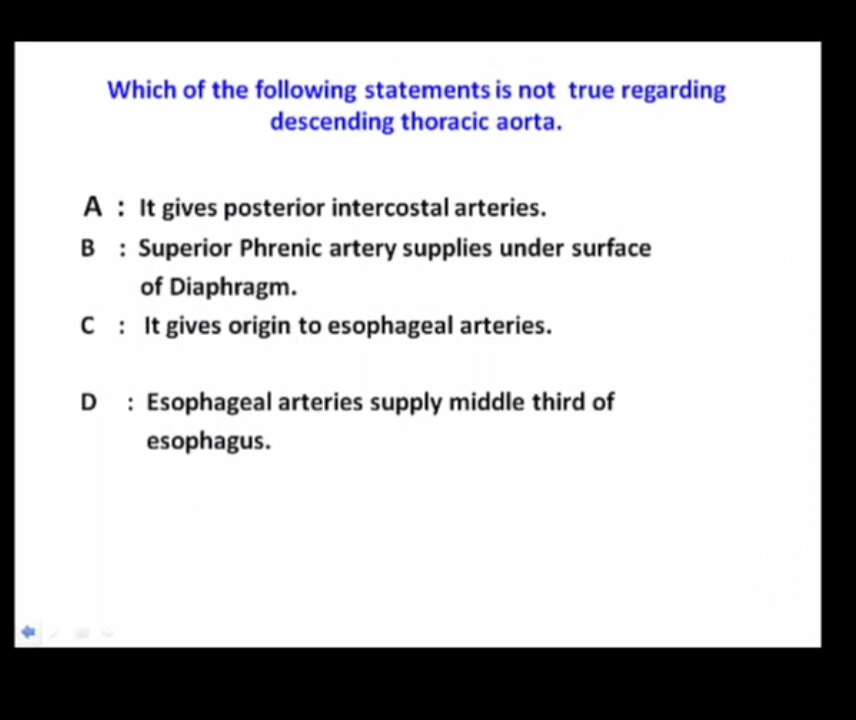 Which of the following statements is not true regarding
descending thoracic aorta.
A : It gives posterior intercostal arteries.
B : Superior Phrenic artery supplies under surface
of Diaphragm.
C : It gives origin to esophageal arteries.
D : Esophageal arteries supply middle third of
esophagus.